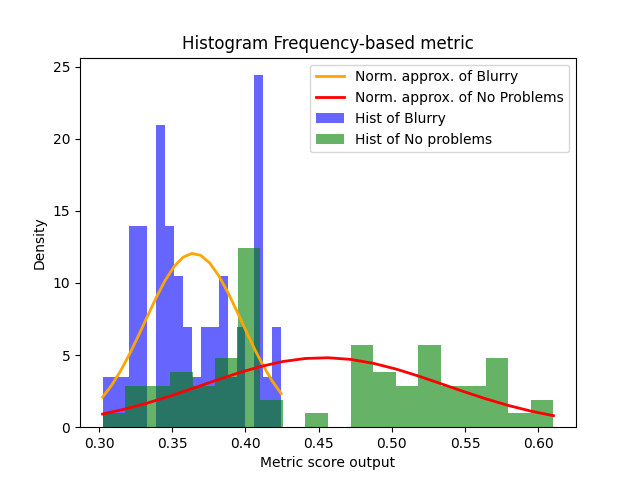 Histogram Frequency-based metric
Norm. approx. of Blurry
Norm. approx. of No Problems
Hist of Blurry
Hist of No problems
Density
25
20
15
10
5
0
0.30 0.35 0.40 0.45 0.50 0.55 0.60
Metric score output